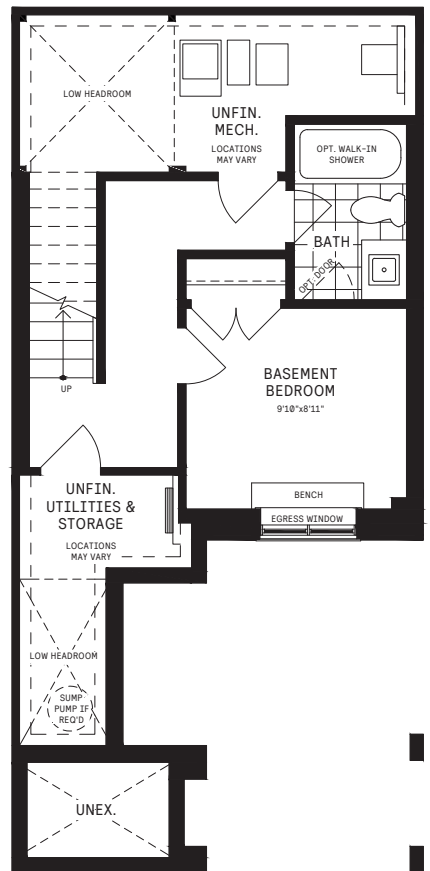 LOW HEADROOM
UNFIN.
MECH.
LOCATIONS
MAY VARY
OPT. WALK-IN
SHOWER
BATH
OPT. DOOR
UP
BASEMENT
BEDROOM
9'10"x8'11"
BENCH
EGRESS WINDOW
UNFIN.
UTILITIES &
STORAGE
LOCATIONS
MAY VARY
LOW HEADROOM
SUMP
PUMP IF
REQ'D
UNEX.